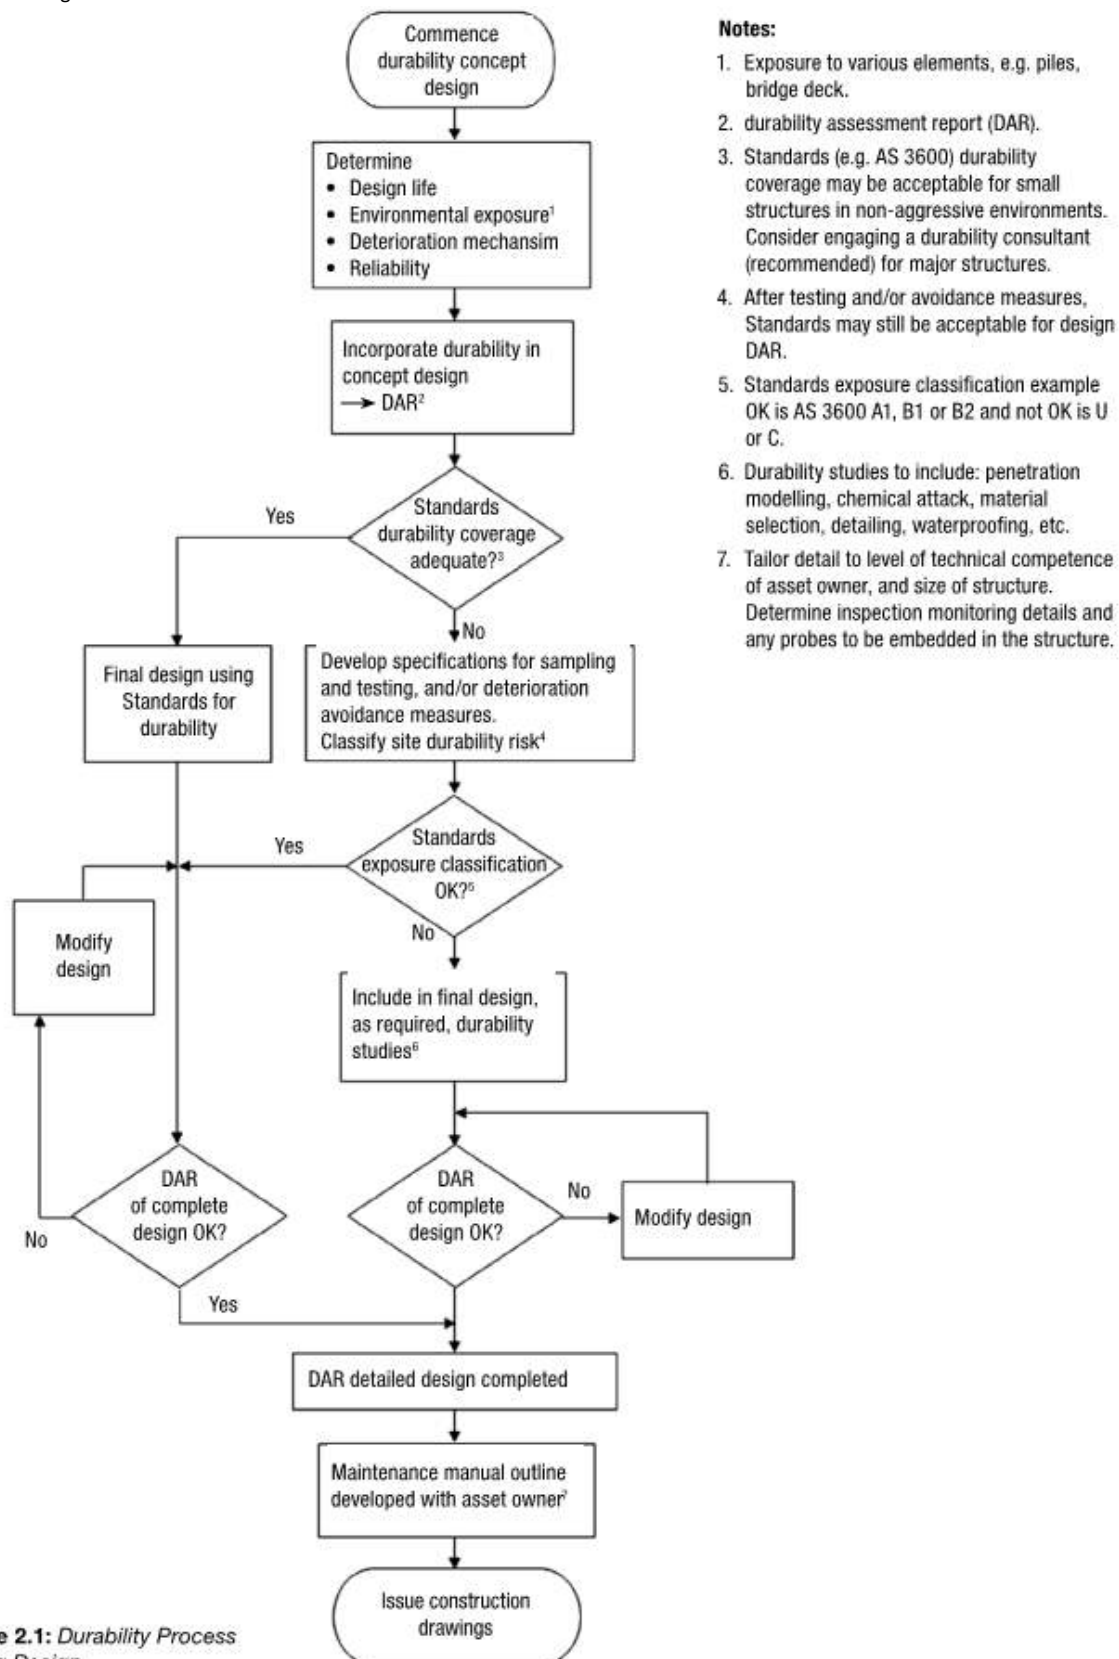 Commence
durability concept
design
Determine
• Design life
• Environmental exposure¹
• Deterioration mechansim
• Reliability
Incorporate durability in
concept design
→ DAR²
Standards
durability coverage
adequate?³
Yes
No
Final design using
Standards for
durability
Develop specifications for sampling
and testing, and/or deterioration
avoidance measures.
Classify site durability risk⁴
Standards
exposure classification
OK?⁵
Yes
No
Modify
design
Include in final design,
as required, durability
studies⁶
DAR
of complete
design OK?
No
Yes
DAR
of complete
design OK?
No
Modify design
DAR detailed design completed
Maintenance manual outline
developed with asset owner⁷
Issue construction
drawings
Notes:
1. Exposure to various elements, e.g. piles,
bridge deck.
2. durability assessment report (DAR).
3. Standards (e.g. AS 3600) durability
coverage may be acceptable for small
structures in non-aggressive environments.
Consider engaging a durability consultant
(recommended) for major structures.
4. After testing and/or avoidance measures,
Standards may still be acceptable for design
DAR.
5. Standards exposure classification example
OK is AS 3600 A1, B1 or B2 and not OK is U
or C.
6. Durability studies to include: penetration
modelling, chemical attack, material
selection, detailing, waterproofing, etc.
7. Tailor detail to level of technical competence
of asset owner, and size of structure.
Determine inspection monitoring details and
any probes to be embedded in the structure.
2.1: Durability Process